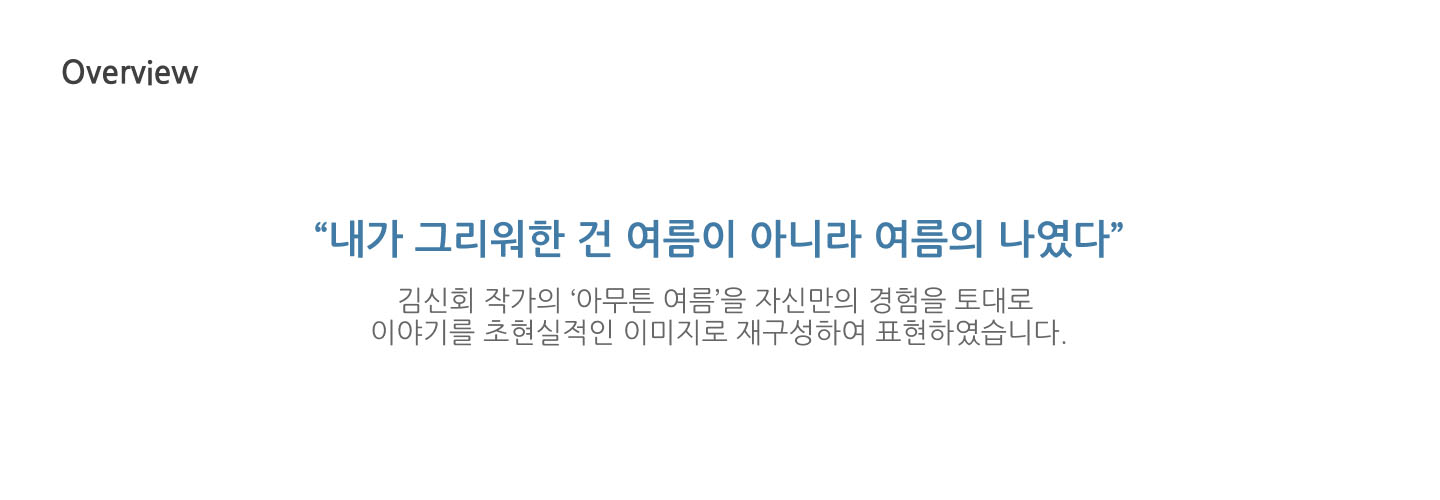 Overview
“내가 그리워한 건 여름이 아니라 여름의 나였다”
김신회 작가의 ‘아무튼 여름’을 자신만의 경험을 토대로
이야기를 초현실적인 이미지로 재구성하여 표현하였습니다.